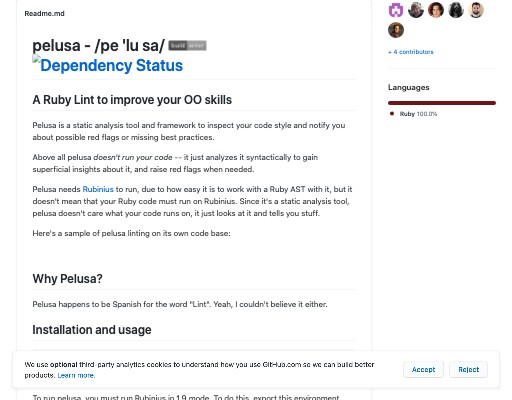 Readme.md
pelusa - /pe 'lu sa/ build error
Dependency Status
A Ruby Lint to improve your OO skills
Pelusa is a static analysis tool and framework to inspect your code style and notify you
about possible red flags or missing best practices.
Above all pelusa doesn't run your code -- it just analyzes it syntactically to gain
superficial insights about it, and raise red flags when needed.
Pelusa needs Rubinius to run, due to how easy it is to work with a Ruby AST with it, but it
doesn't mean that your Ruby code must run on Rubinius. Since it's a static analysis tool,
pelusa doesn't care what your code runs on, it just looks at it and tells you stuff.
Here's a sample of pelusa linting on its own code base:
Why Pelusa?
Pelusa happens to be Spanish for the word "Lint". Yeah, I couldn't believe it either.
Installation and usage
+ 4 contributors
Languages
Ruby 100.0%
We use optional third-party analytics cookies to understand how you use GitHub.com so we can build better
products. Learn more.
Accept
Reject
To run pelusa, you must run Rubinius in 1.9 mode. To do this, export this environment